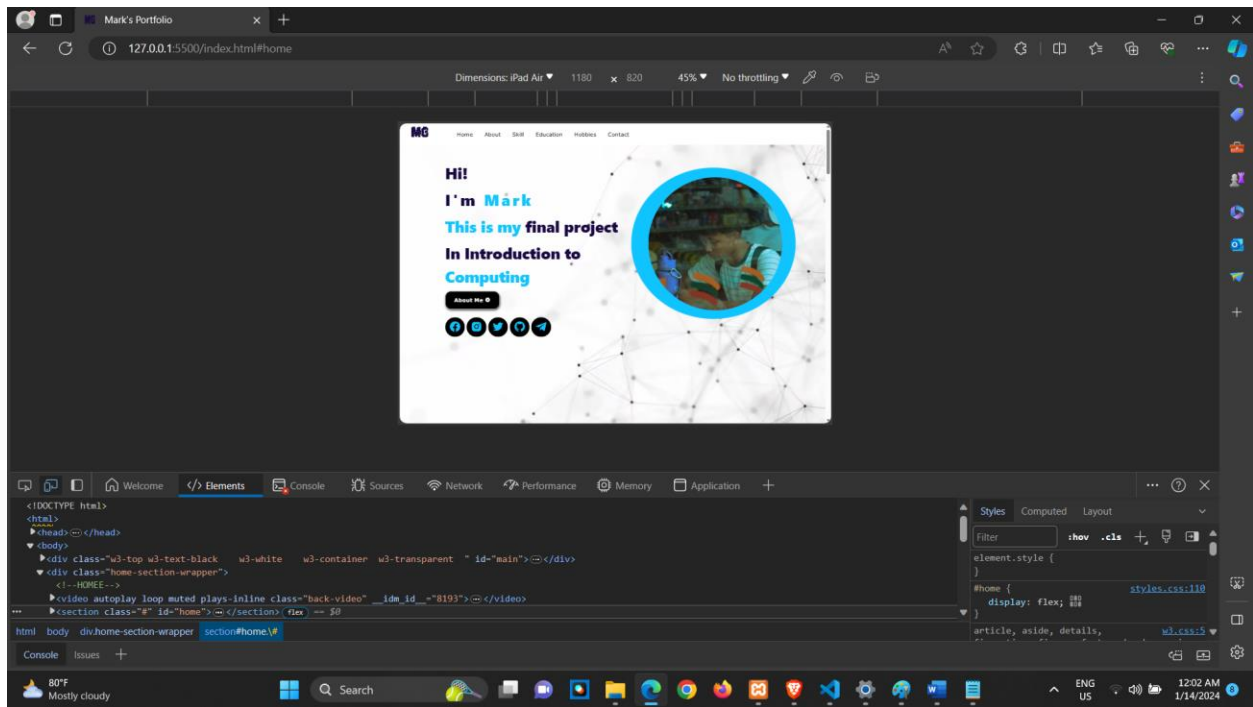 Mark's Portfolio
127.0.0.1:5500/index.html#home
Dimensions: iPad Air 1180 x 820 45% No throttling
MG Home About Skill Education Hobbies Contact
Hi!
I'm Mark
This is my final project
In Introduction to
Computing
About Me
Welcome </> Elements Console Sources Network Performance Memory Application
<!DOCTYPE html>
<html>
<head> </head>
<body>
<div class="w3-top w3-text-black w3-white w3-container w3-transparent " id="main"> </div>
<div class="home-section-wrapper">
<!--HOMEE-->
<video autoplay loop muted plays-inline class="back-video" __idm_id__="8193"> </video>
<section class="#" id="home"> </section> flex == $0
html body div.home-section-wrapper section#home.\#
Styles Computed Layout
Filter :hov .cls
element.style {
}
#home { styles.css:110
display: flex;
}
article, aside, details, w3.css:5
Console Issues
80°F
Mostly cloudy
Search
ENG
US
12:02 AM
1/14/2024